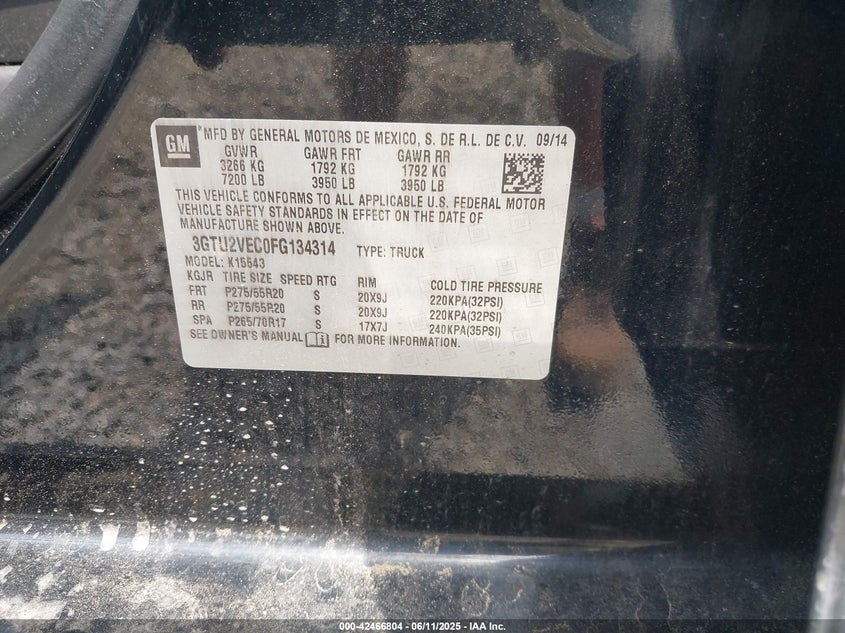 GM
*MFD BY GENERAL MOTORS DE MEXICO, S. DE R.L. DE C.V. 09/14
GVWR GAWR FRT GAWR RR
3266 KG 1792 KG 1792 KG
7200 LB 3950 LB 3950 LB
THIS VEHICLE CONFORMS TO ALL APPLICABLE U.S. FEDERAL MOTOR
VEHICLE SAFETY STANDARDS IN EFFECT ON THE DATE OF
MANUFACTURE SHOWN ABOVE.
3GTU2VEC0FG134314 TYPE: TRUCK
MODEL: K15543
KGJR TIRE SIZE SPEED RTG RIM COLD TIRE PRESSURE
FRT P275/55R20 S 20X9J 220KPA(32PSI)
RR P275/55R20 S 20X9J 220KPA(32PSI)
SPA P265/70R17 S 17X7J 240KPA(35PSI)
SEE OWNER'S MANUAL FOR MORE INFORMATION.
000-42466804 - 06/11/2025 - IAA Inc.